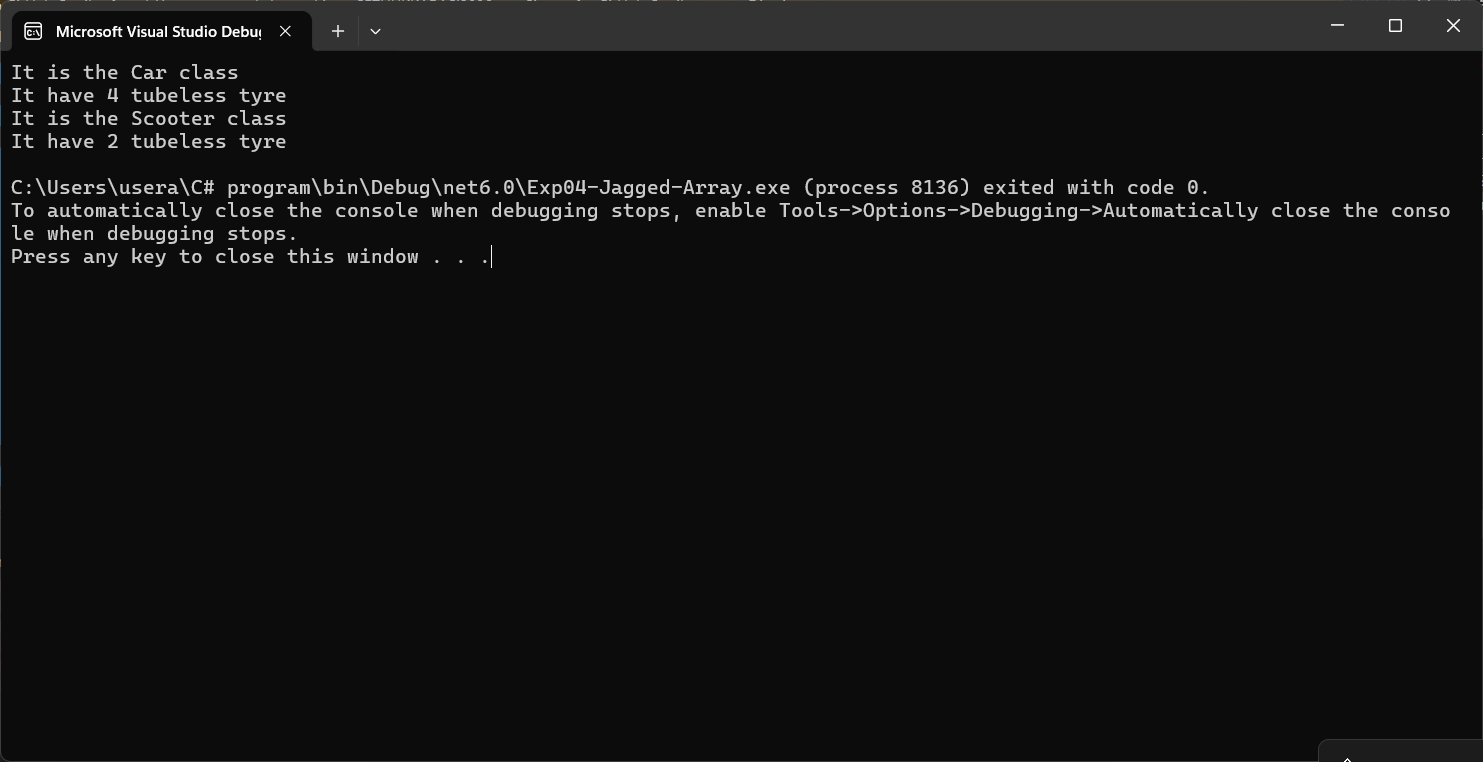 Microsoft Visual Studio Debu
It is the Car class
It have 4 tubeless tyre
It is the Scooter class
It have 2 tubeless tyre
C:\Users\usera\C# program\bin\Debug\net6.0\Exp04-Jagged-Array.exe (process 8136) exited with code 0.
To automatically close the console when debugging stops, enable Tools->Options->Debugging->Automatically close the conso
le when debugging stops.
Press any key to close this window . . .